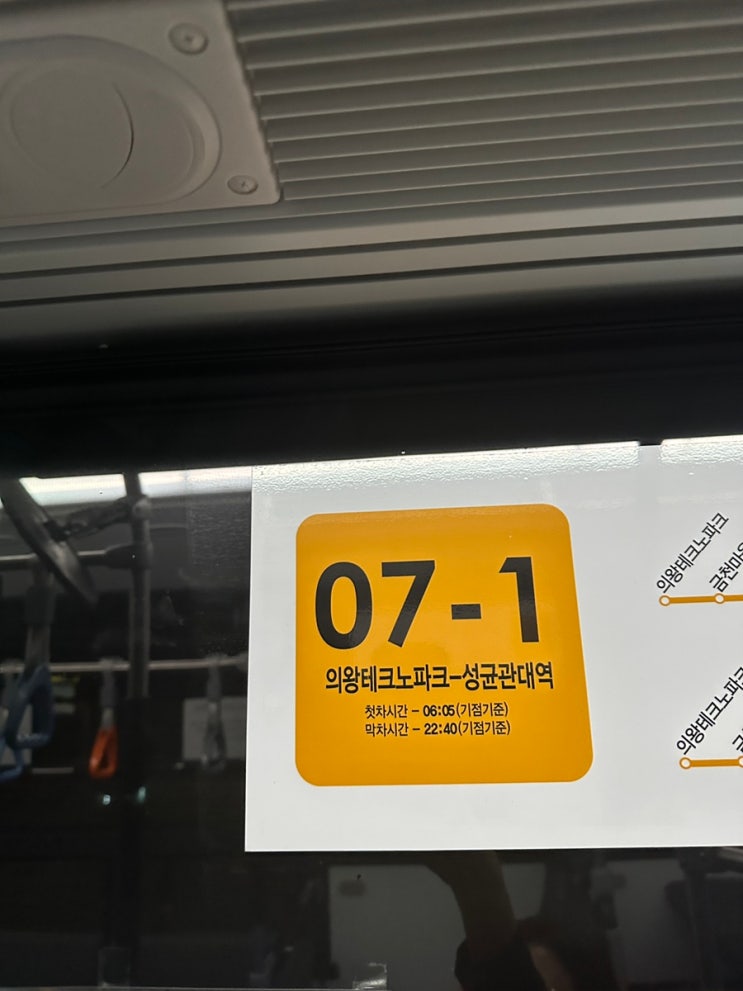 07-1
의왕테크노파크-성균관대역
첫차시간 - 06:05(기점기준)
막차시간 - 22:40(기점기준)
의왕테크노파크
의왕테크노파크